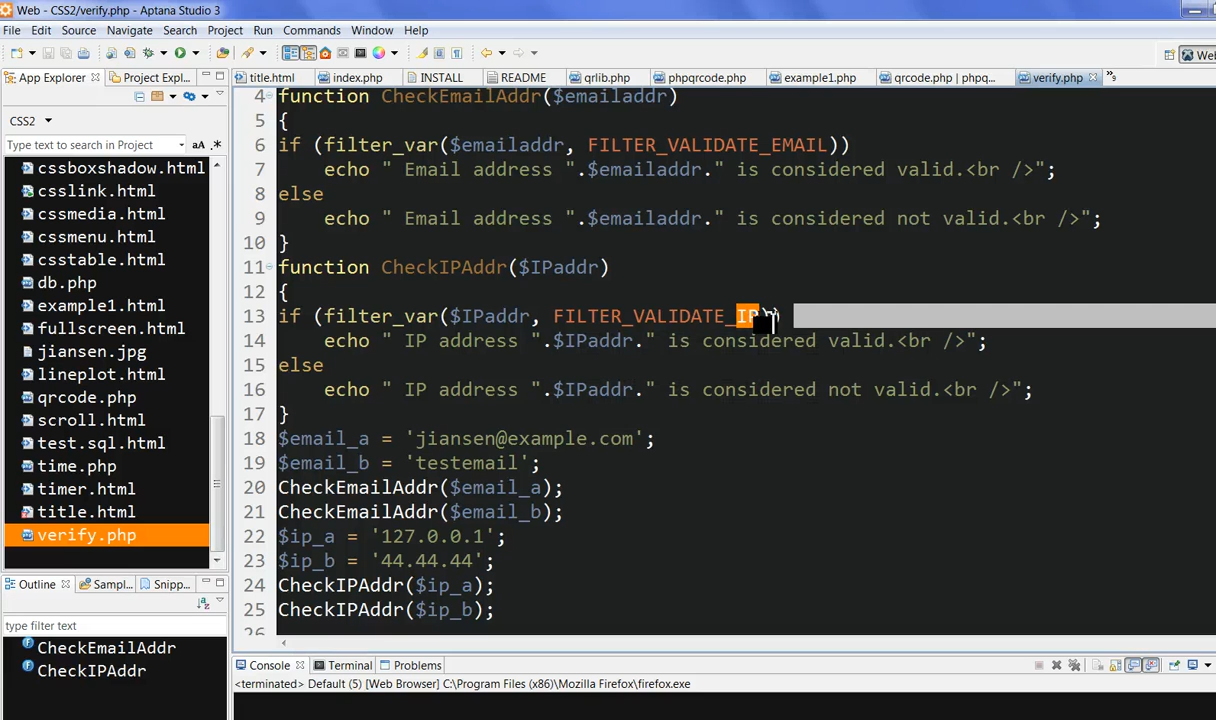 Web - CSS2/verify.php - Aptana Studio 3
File Edit Source Navigate Search Project Run Commands Window Help
Web
App Explorer Project Expl... title.html index.php INSTALL README qrlib.php phpqrcode.php example1.php qrcode.php | phpq... verify.php »9
CSS2
Type text to search in Project aA .*
cssboxshadow.html
csslink.html
cssmedia.html
cssmenu.html
csstable.html
db.php
example1.html
fullscreen.html
jiansen.jpg
lineplot.html
qrcode.php
scroll.html
test.sql.html
time.php
timer.html
title.html
verify.php
4 function CheckEmailAddr($emailaddr)
5 {
6 if (filter_var($emailaddr, FILTER_VALIDATE_EMAIL))
7 echo " Email address ".$emailaddr." is considered valid.<br />";
8 else
9 echo " Email address ".$emailaddr." is considered not valid.<br />";
10 }
11 function CheckIPAddr($IPaddr)
12 {
13 if (filter_var($IPaddr, FILTER_VALIDATE_IP))
14 echo " IP address ".$IPaddr." is considered valid.<br />";
15 else
16 echo " IP address ".$IPaddr." is considered not valid.<br />";
17 }
18 $email_a = 'jiansen@example.com';
19 $email_b = 'testemail';
20 CheckEmailAddr($email_a);
21 CheckEmailAddr($email_b);
22 $ip_a = '127.0.0.1';
23 $ip_b = '44.44.44';
24 CheckIPAddr($ip_a);
25 CheckIPAddr($ip_b);
26
Outline Sampl... Snipp...
type filter text
CheckEmailAddr
CheckIPAddr
Console Terminal Problems
<terminated> Default (5) [Web Browser] C:\Program Files (x86)\Mozilla Firefox\firefox.exe